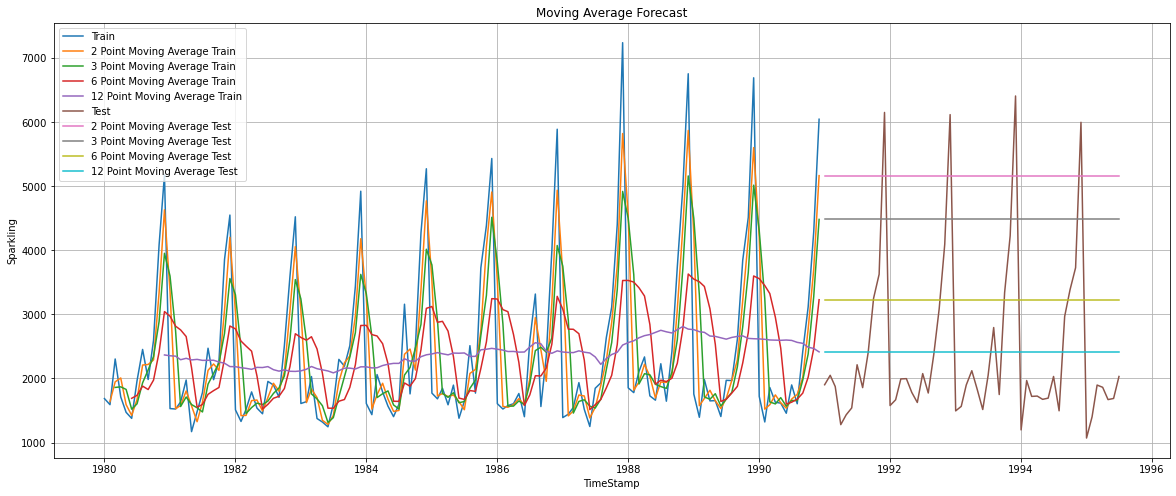 Moving Average Forecast
Train
2 Point Moving Average Train
3 Point Moving Average Train
6 Point Moving Average Train
12 Point Moving Average Train
Test
2 Point Moving Average Test
3 Point Moving Average Test
6 Point Moving Average Test
12 Point Moving Average Test
Sparkling
7000
6000
5000
4000
3000
2000
1000
1980 1982 1984 1986 1988 1990 1992 1994 1996
TimeStamp